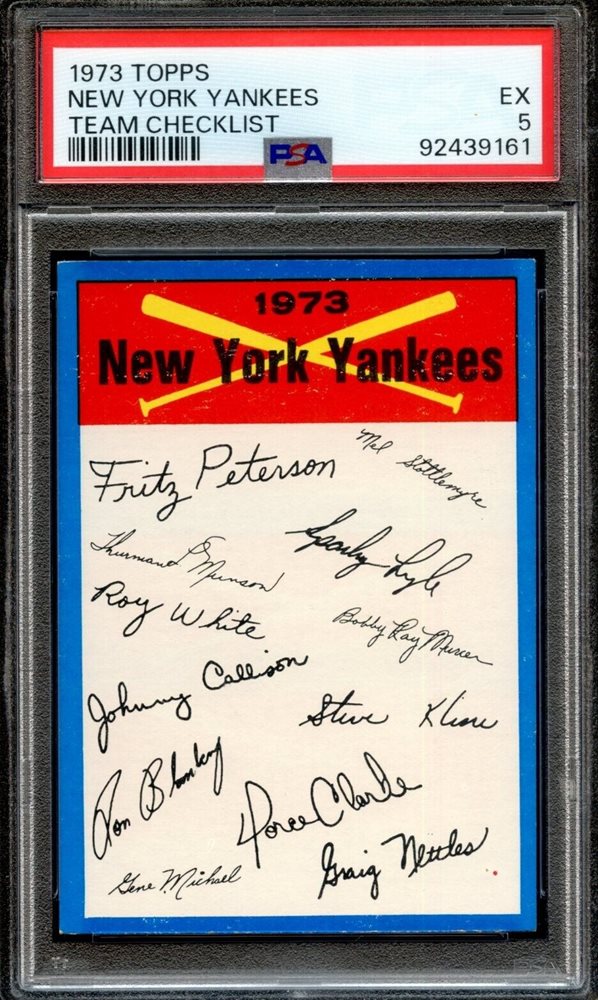 1973 TOPPS
NEW YORK YANKEES EX
TEAM CHECKLIST 5
PSA 92439161
1973
New York Yankees
Fritz Peterson
Mel Stottlemyre
Thurman L Munson
Sparky Lyle
Roy White
Bobby Ray Murcer
Johnny Callison
Steve Kline
Ron Blomberg
Horace Clarke
Gene Michael
Graig Nettles
PSA